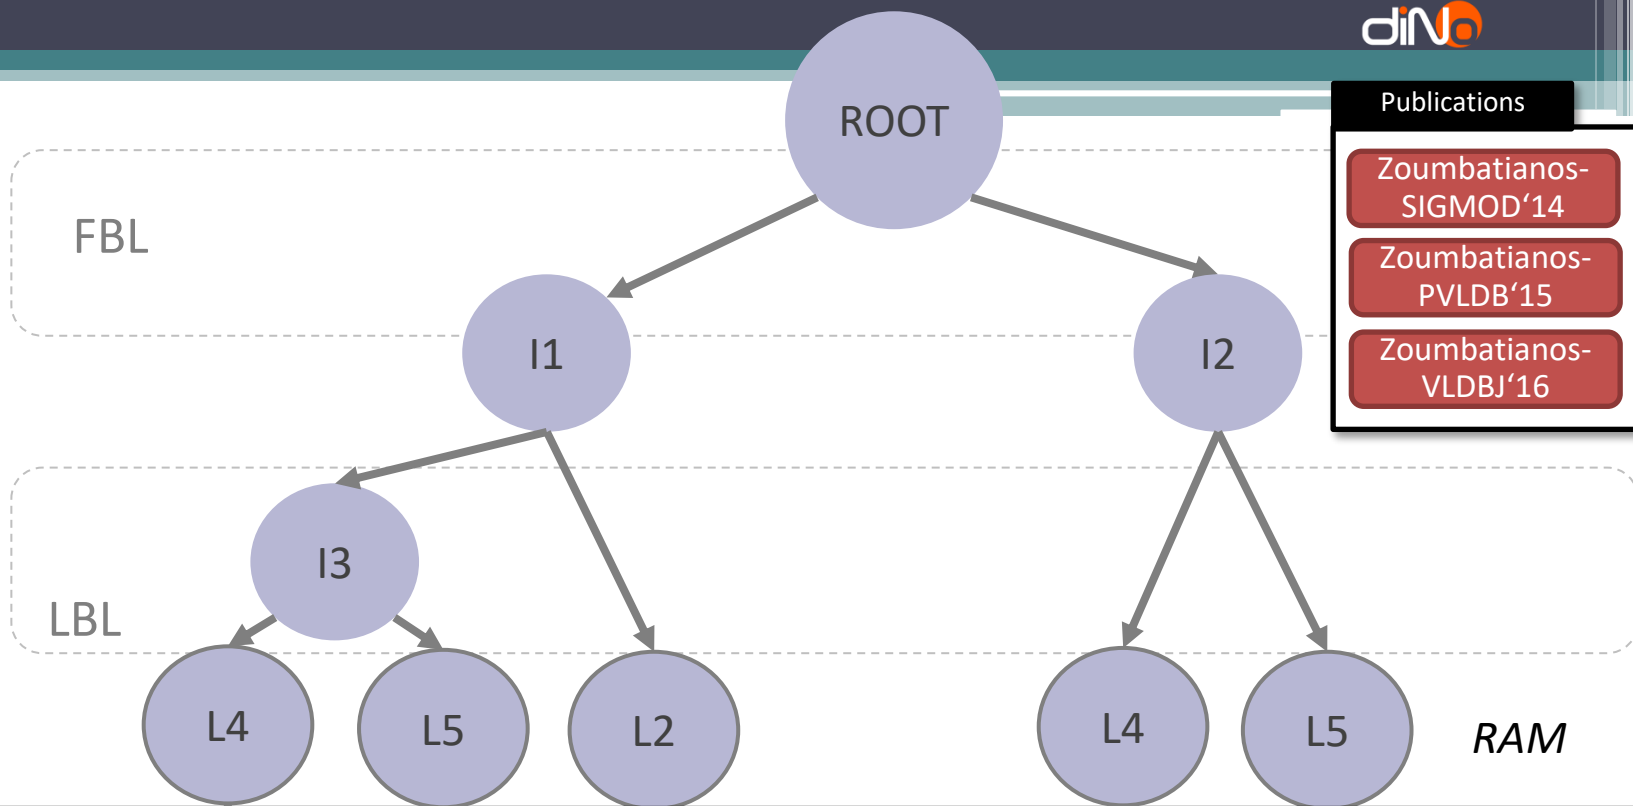 diNo
ROOT
Publications
Zoumbatianos-
SIGMOD‘14
FBL
Zoumbatianos-
PVLDB‘15
I1
I2
Zoumbatianos-
VLDBJ‘16
I3
LBL
L4
L5
L2
L4
L5
RAM